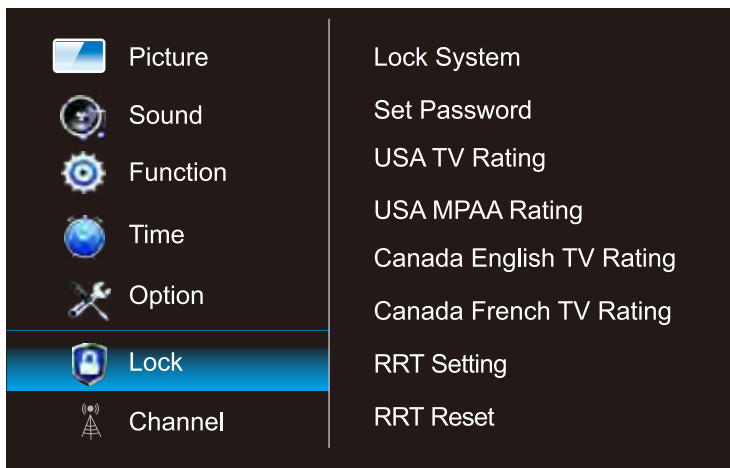 Picture
Sound
Function
Time
Option
Lock
Channel
Lock System
Set Password
USA TV Rating
USA MPAA Rating
Canada English TV Rating
Canada French TV Rating
RRT Setting
RRT Reset